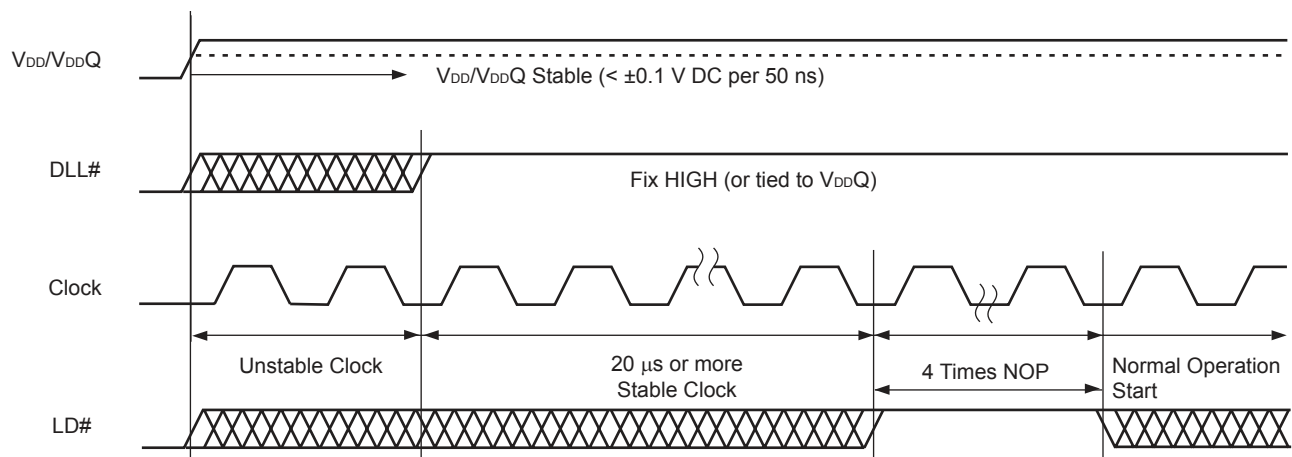 VDD/VDDQ
VDD/VDDQ Stable (< ±0.1 V DC per 50 ns)
DLL#
Fix HIGH (or tied to VDDQ)
Clock
Unstable Clock
20 μs or more
Stable Clock
4 Times NOP
Normal Operation
Start
LD#